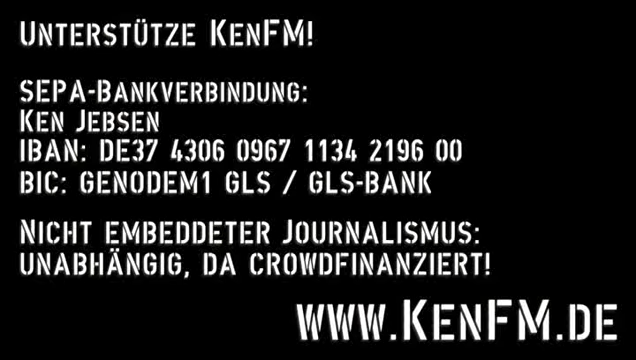 Unterstütze KenFM!
SEPA-Bankverbindung:
Ken Jebsen
IBAN: DE37 4306 0967 1134 2196 00
BIC: GENODEM1 GLS / GLS-BANK
Nicht embeddeter Journalismus:
unabhängig, da crowdfinanziert!
www.KenFM.de